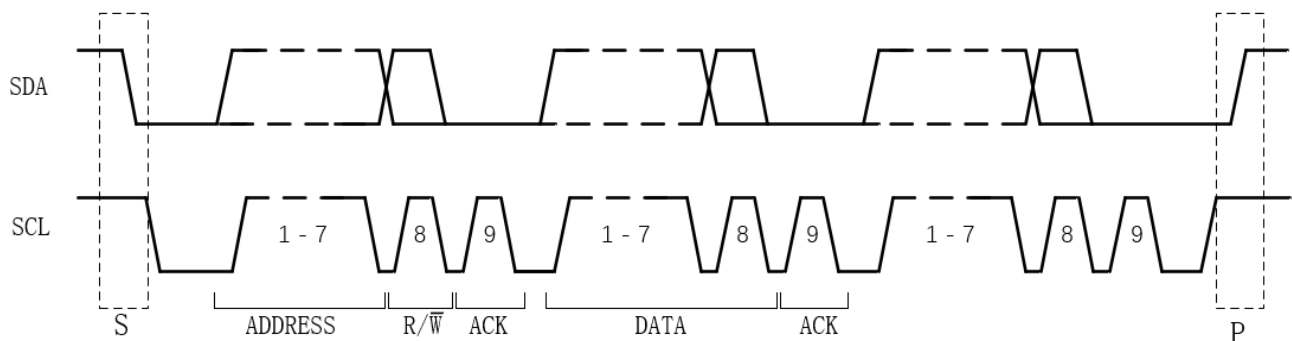 SDA
SCL
1-7 8 9 1-7 8 9 1-7 8 9
S ADDRESS R/W̅ ACK DATA ACK P